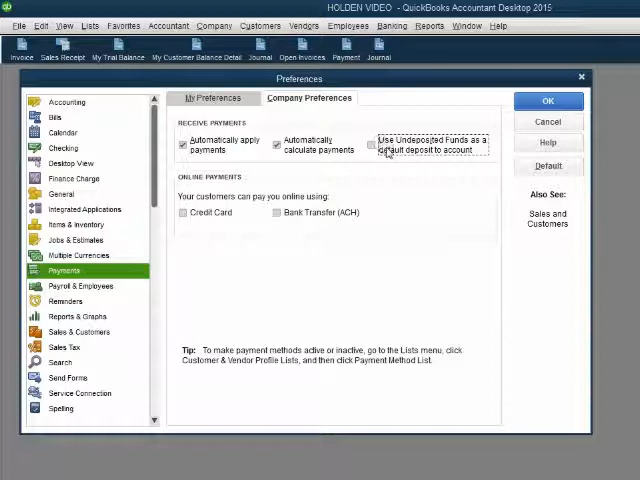 HOLDEN VIDEO - QuickBooks Accountant Desktop 2015
File Edit View Lists Favorites Accountant Company Customers Vendors Employees Banking Reports Window Help
Invoice Sales Receipt My Trial Balance My Customer Balance Detail Journal Open Invoices Payment Journal
Preferences
Accounting
Bills
Calendar
Checking
Desktop View
Finance Charge
General
Integrated Applications
Items & Inventory
Jobs & Estimates
Multiple Currencies
Payments
Payroll & Employees
Reminders
Reports & Graphs
Sales & Customers
Sales Tax
Search
Send Forms
Service Connection
Spelling
My Preferences Company Preferences
RECEIVE PAYMENTS
Automatically apply
payments
Automatically
calculate payments
Use Undeposited Funds as a
default deposit to account
ONLINE PAYMENTS
Your customers can pay you online using:
Credit Card Bank Transfer (ACH)
Tip: To make payment methods active or inactive, go to the Lists menu, click
Customer & Vendor Profile Lists, and then click Payment Method List.
OK
Cancel
Help
Default
Also See:
Sales and
Customers